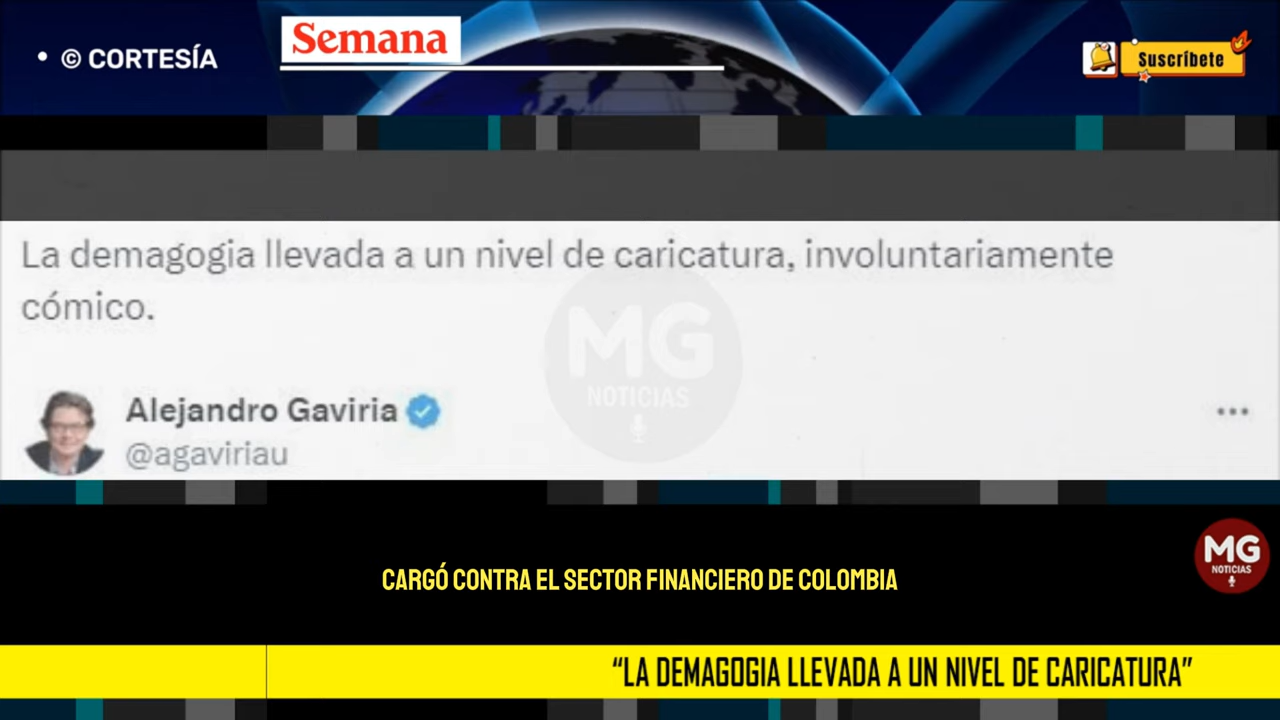 • © CORTESÍA
Semana
Suscríbete
La demagogia llevada a un nivel de caricatura, involuntariamente
cómico.
MG
NOTICIAS
Alejandro Gaviria
@agaviriau
MG
NOTICIAS
CARGÓ CONTRA EL SECTOR FINANCIERO DE COLOMBIA
“LA DEMAGOGIA LLEVADA A UN NIVEL DE CARICATURA”